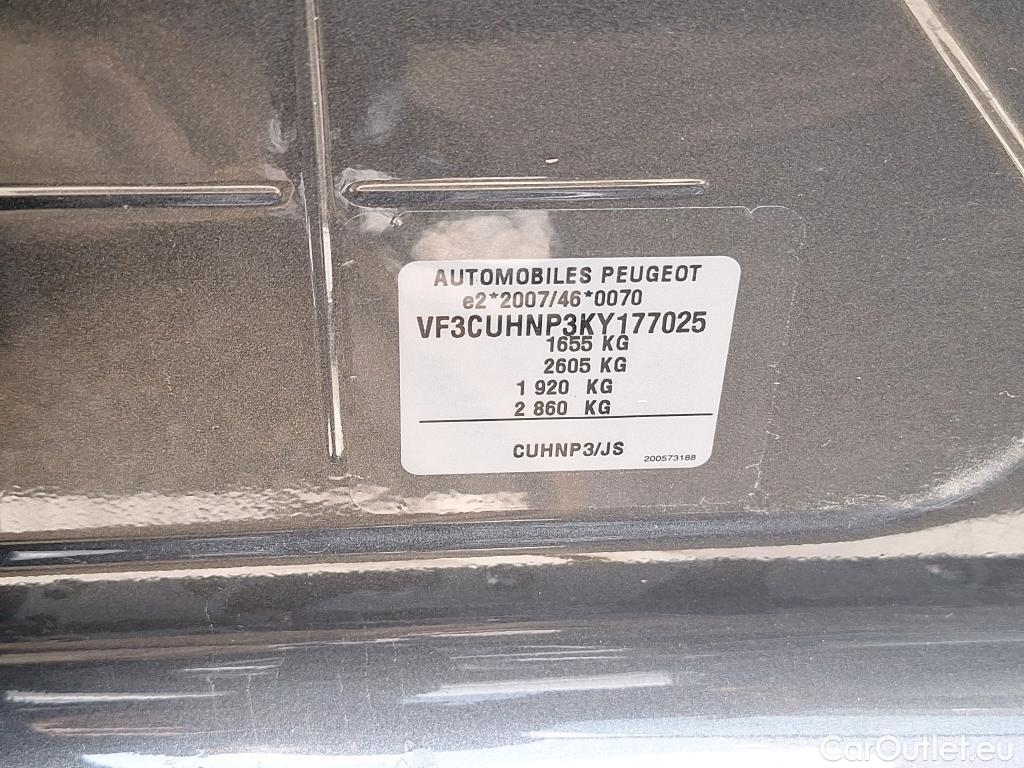 AUTOMOBILES PEUGEOT
e2*2007/46*0070
VF3CUHNP3KY177025
1655 KG
2605 KG
1 920 KG
2 860 KG
CUHNP3/JS
200573188
CarOutlet.eu